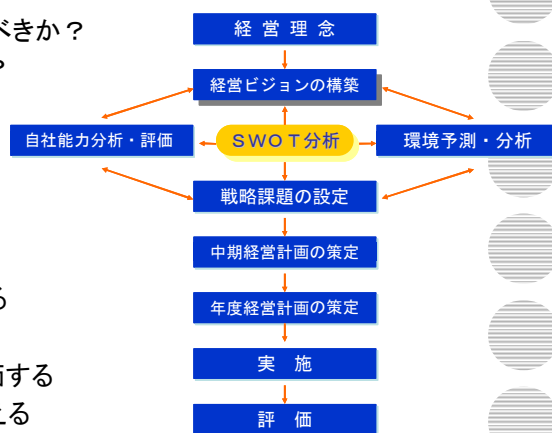 べきか？
？
経 営 理 念
経営ビジョンの構築
自社能力分析・評価
ＳＷＯＴ分析
環境予測・分析
戦略課題の設定
中期経営計画の策定
年度経営計画の策定
る
実　施
面する
える
評　価